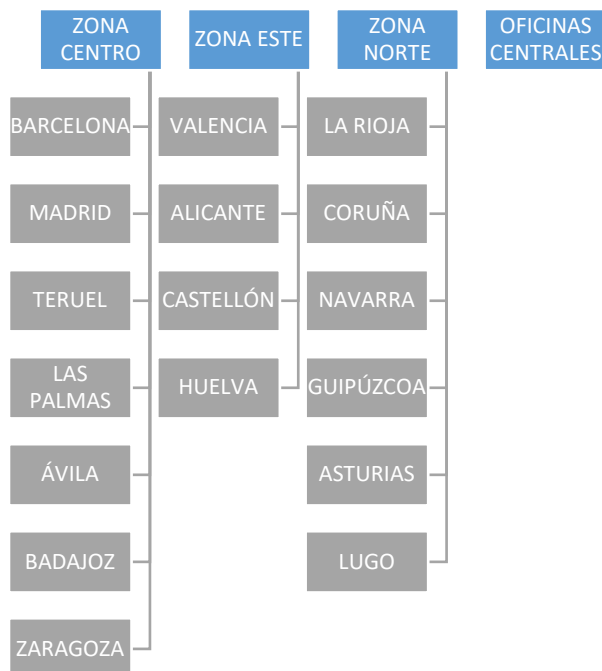 ZONA
CENTRO
BARCELONA
MADRID
TERUEL
LAS
PALMAS
ÁVILA
BADAJOZ
ZARAGOZA
ZONA ESTE
VALENCIA
ALICANTE
CASTELLÓN
HUELVA
ZONA
NORTE
LA RIOJA
CORUÑA
NAVARRA
GUIPÚZCOA
ASTURIAS
LUGO
OFICINAS
CENTRALES